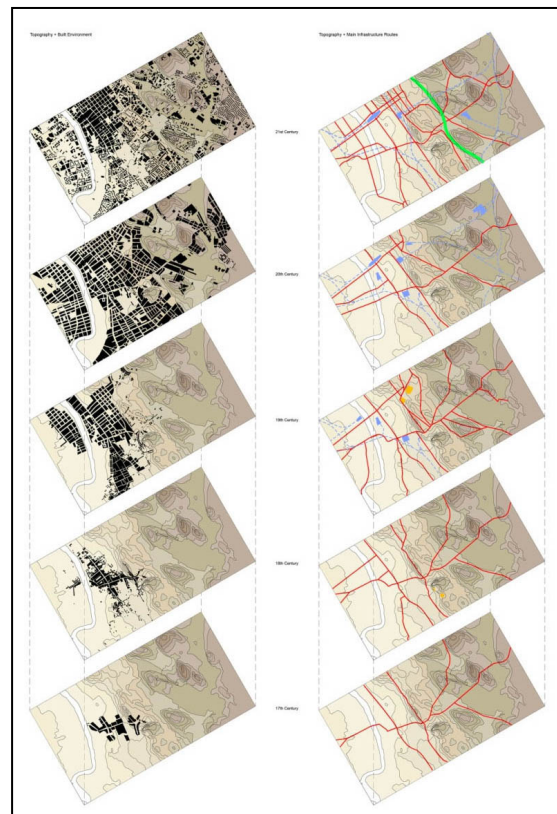 Topography + Built Environment
Topography + Main Infrastructure Routes
21st Century
20th Century
19th Century
18th Century
17th Century